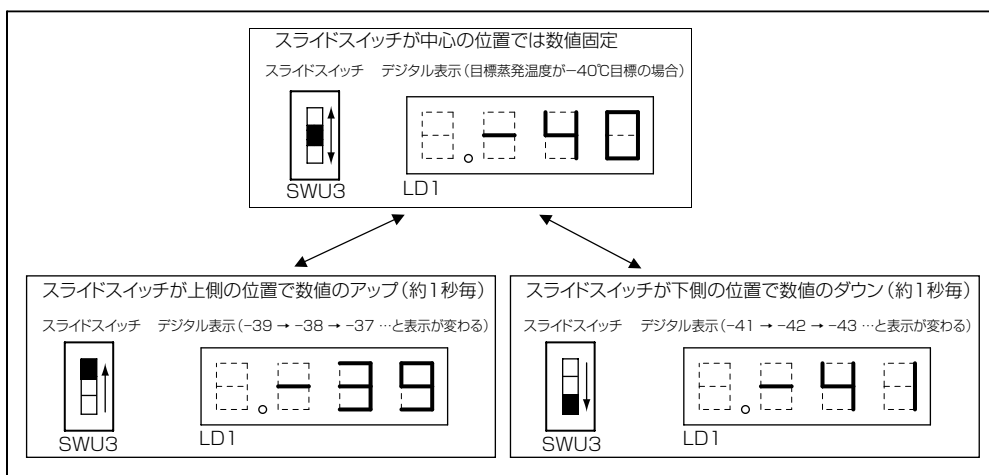 スライドスイッチが中心の位置では数値固定
スライドスイッチ デジタル表示(目標蒸発温度が−40℃目標の場合)
-40
SWU3
LD1
スライドスイッチが上側の位置で数値のアップ(約1秒毎)
スライドスイッチ デジタル表示(−39 → −38 → −37 …と表示が変わる)
-39
SWU3
LD1
スライドスイッチが下側の位置で数値のダウン(約1秒毎)
スライドスイッチ デジタル表示(−41 → −42 → −43 …と表示が変わる)
-41
SWU3
LD1